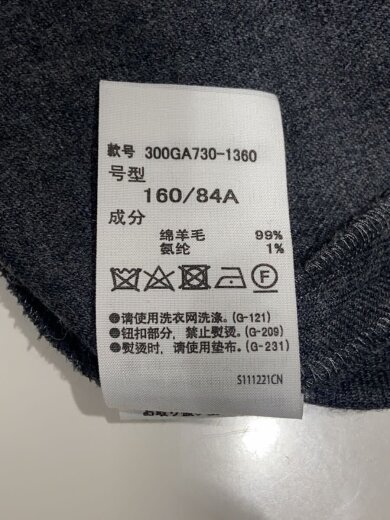 款号 300GA730-1360
号型
160/84A
成分
绵羊毛 99%
氨纶 1%
F
●请使用洗衣网洗涤。(G-121)
●钮扣部分,禁止熨烫。(G-209)
●熨烫时,请使用垫布。(G-231)
S111221CN